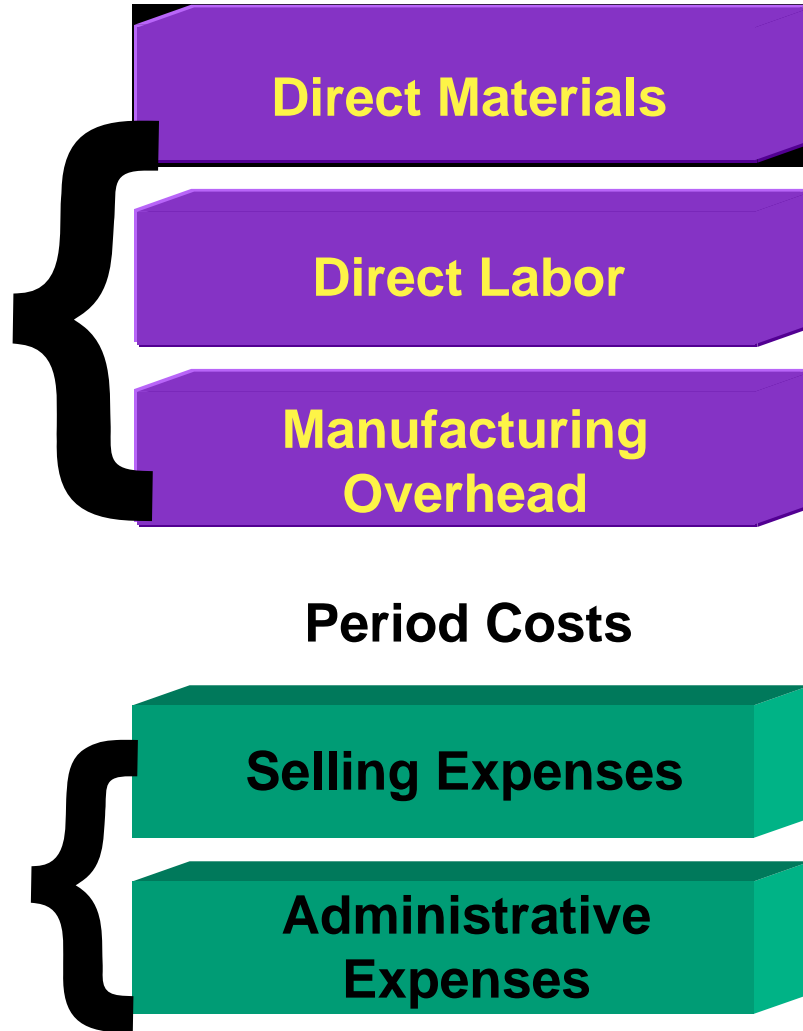 Direct Materials
Direct Labor
Manufacturing
Overhead
Period Costs
Selling Expenses
Administrative
Expenses